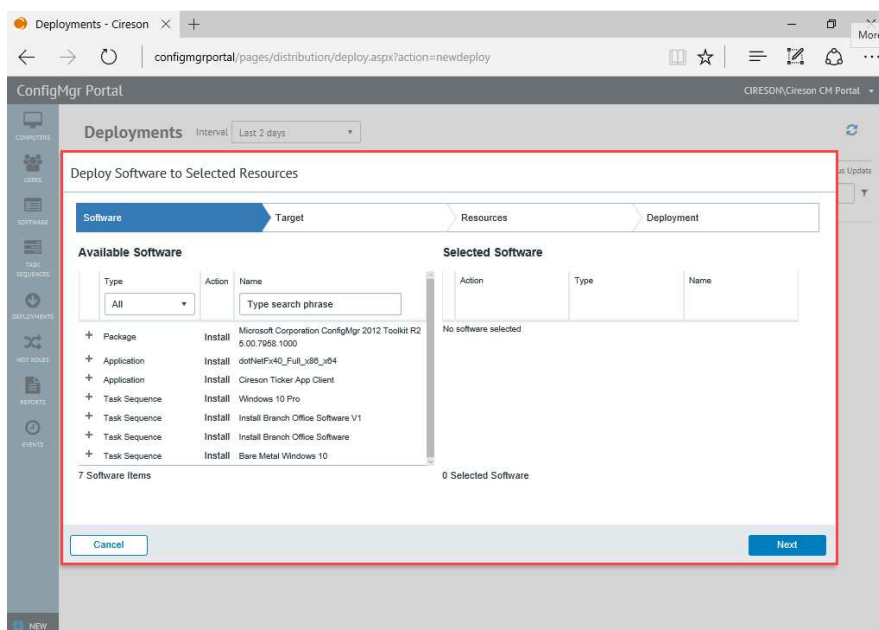 Deployments - Cireson
More
configmgrportal/pages/distribution/deploy.aspx?action=newdeploy
ConfigMgr Portal
CIRESON\Cireson CM Portal
COMPUTERS
USERS
SOFTWARE
TASK
SEQUENCES
DEPLOYMENTS
HOT ROLES
REPORTS
EVENTS
NEW
Deployments Interval Last 2 days
us Update
Deploy Software to Selected Resources
Software Target Resources Deployment
Available Software
Type Action Name
All Type search phrase
Package Install Microsoft Corporation ConfigMgr 2012 Toolkit R2
5.00.7958.1000
Application Install dotNetFx40_Full_x86_x64
Application Install Cireson Ticker App Client
Task Sequence Install Windows 10 Pro
Task Sequence Install Install Branch Office Software V1
Task Sequence Install Install Branch Office Software
Task Sequence Install Bare Metal Windows 10
7 Software Items
Selected Software
Action Type Name
No software selected
0 Selected Software
Cancel
Next